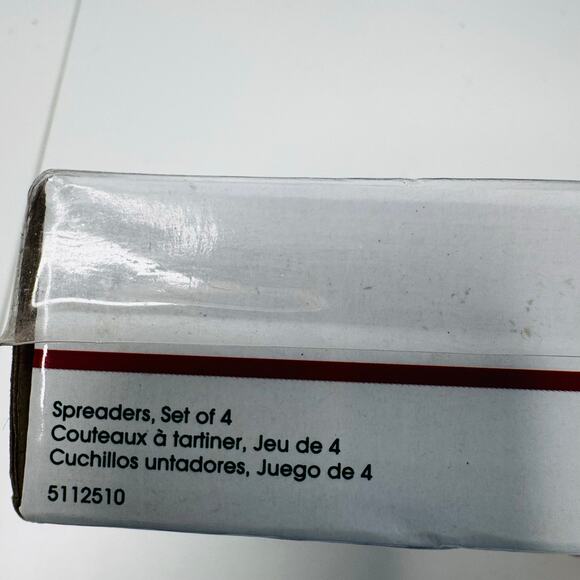 Spreaders, Set of 4
Couteaux à tartiner, Jeu de 4
Cuchillos untadores, Juego de 4
5112510